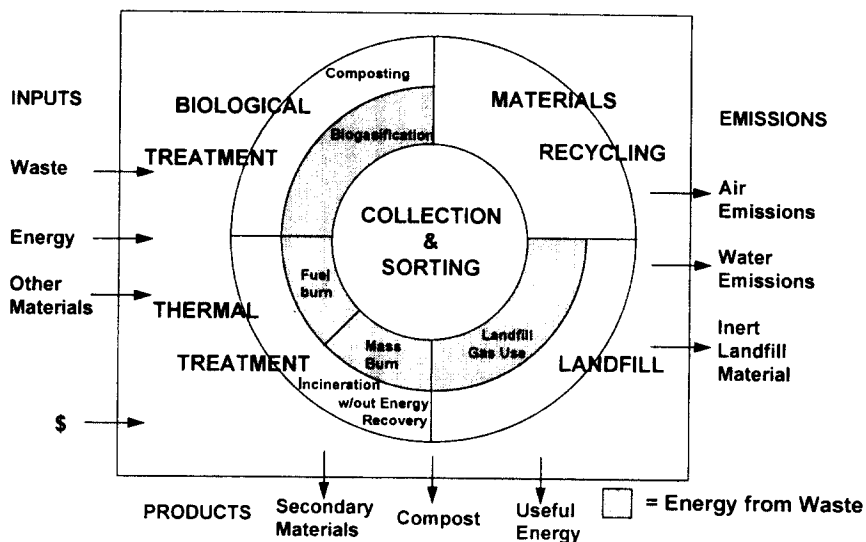 INPUTS
Waste
Energy
Other
Materials
$
BIOLOGICAL
TREATMENT
Composting
Biogasification
MATERIALS
RECYCLING
COLLECTION
&
SORTING
THERMAL
TREATMENT
Fuel
burn
Mass
Burn
Incineration
w/out Energy
Recovery
Landfill
Gas Use
LANDFILL
EMISSIONS
Air
Emissions
Water
Emissions
Inert
Landfill
Material
PRODUCTS
Secondary
Materials
Compost
Useful
Energy
= Energy from Waste